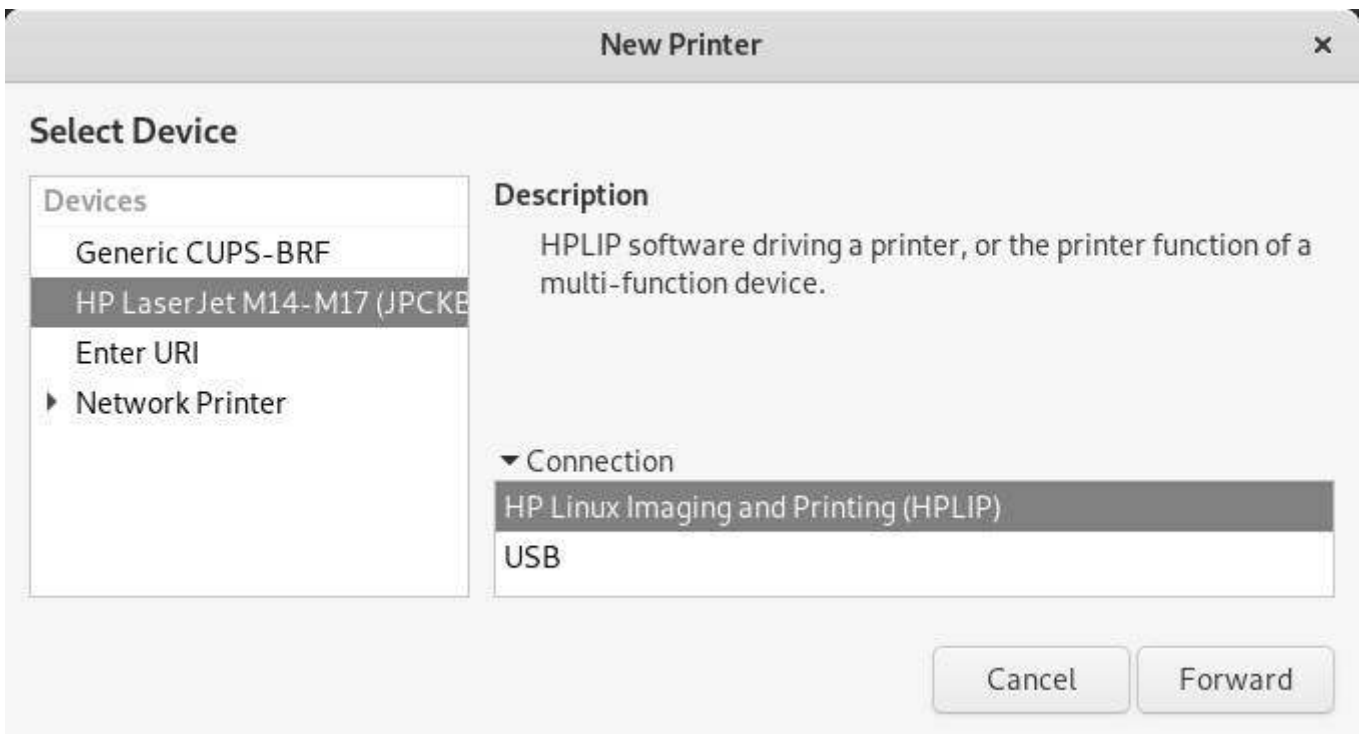 New Printer
Select Device
Devices
Generic CUPS-BRF
HP LaserJet M14-M17 (JPCKB
Enter URI
Network Printer
Description
HPLIP software driving a printer, or the printer function of a
multi-function device.
Connection
HP Linux Imaging and Printing (HPLIP)
USB
Cancel
Forward